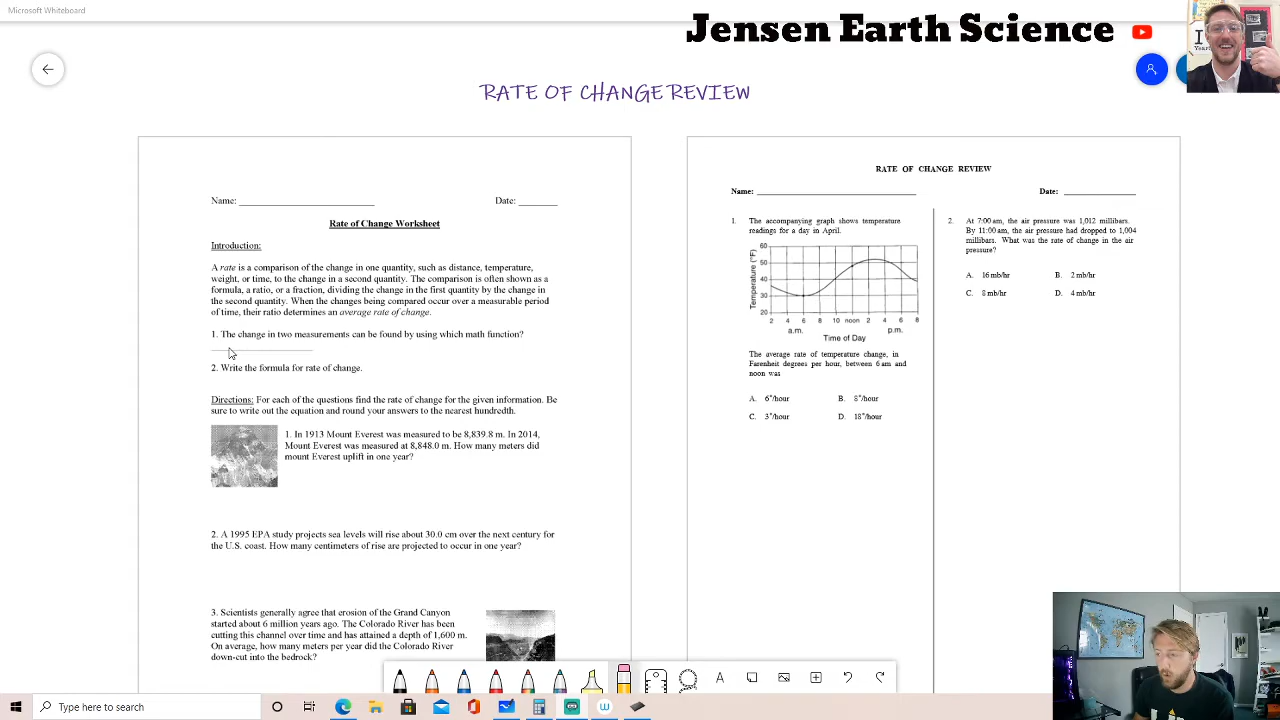 Microsoft Whiteboard
Jensen Earth Science
RATE OF CHANGE REVIEW
Name: Date:
Rate of Change Worksheet
Introduction:
A rate is a comparison of the change in one quantity, such as distance, temperature,
weight, or time, to the change in a second quantity. The comparison is often shown as a
formula, a ratio, or a fraction, dividing the change in the first quantity by the change in
the second quantity. When the changes being compared occur over a measurable period
of time, their ratio determines an average rate of change.
1. The change in two measurements can be found by using which math function?
2. Write the formula for rate of change.
Directions: For each of the questions find the rate of change for the given information. Be
sure to write out the equation and round your answers to the nearest hundredth.
1. In 1913 Mount Everest was measured to be 8,839.8 m. In 2014,
Mount Everest was measured at 8,848.0 m. How many meters did
mount Everest uplift in one year?
2. A 1995 EPA study projects sea levels will rise about 30.0 cm over the next century for
the U.S. coast. How many centimeters of rise are projected to occur in one year?
3. Scientists generally agree that erosion of the Grand Canyon
started about 6 million years ago. The Colorado River has been
cutting this channel over time and has attained a depth of 1,600 m.
On average, how many meters per year did the Colorado River
down-cut into the bedrock?
RATE OF CHANGE REVIEW
Name: Date:
1. The accompanying graph shows temperature
readings for a day in April.
Temperature (°F)
60
50
40
30
20
2 4 6 8 10 noon 2 4 6 8
a.m. p.m.
Time of Day
The average rate of temperature change, in
Farenheit degrees per hour, between 6 am and
noon was
A. 6°/hour B. 8°/hour
C. 3°/hour D. 18°/hour
2. At 7:00 am, the air pressure was 1,012 millibars.
By 11:00 am, the air pressure had dropped to 1,004
millibars. What was the rate of change in the air
pressure?
A. 16 mb/hr B. 2 mb/hr
C. 8 mb/hr D. 4 mb/hr
Type here to search